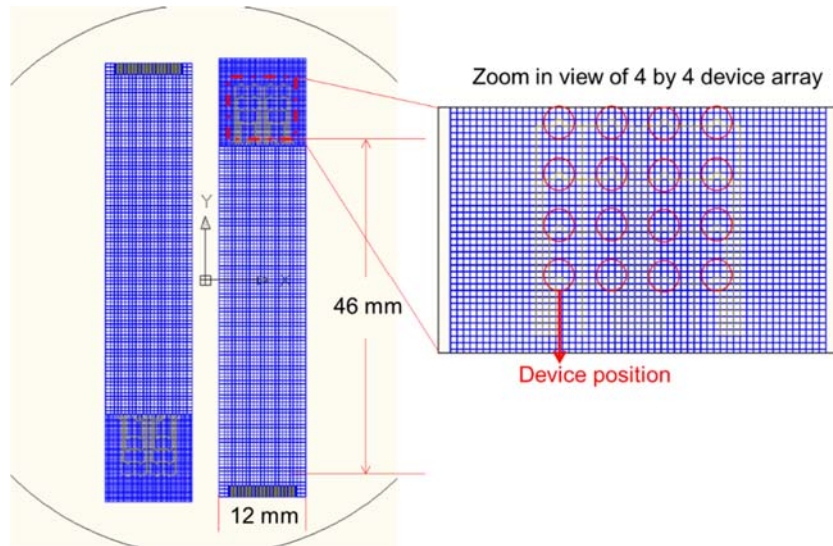 Zoom in view of 4 by 4 device array
Y
X
46 mm
Device position
12 mm